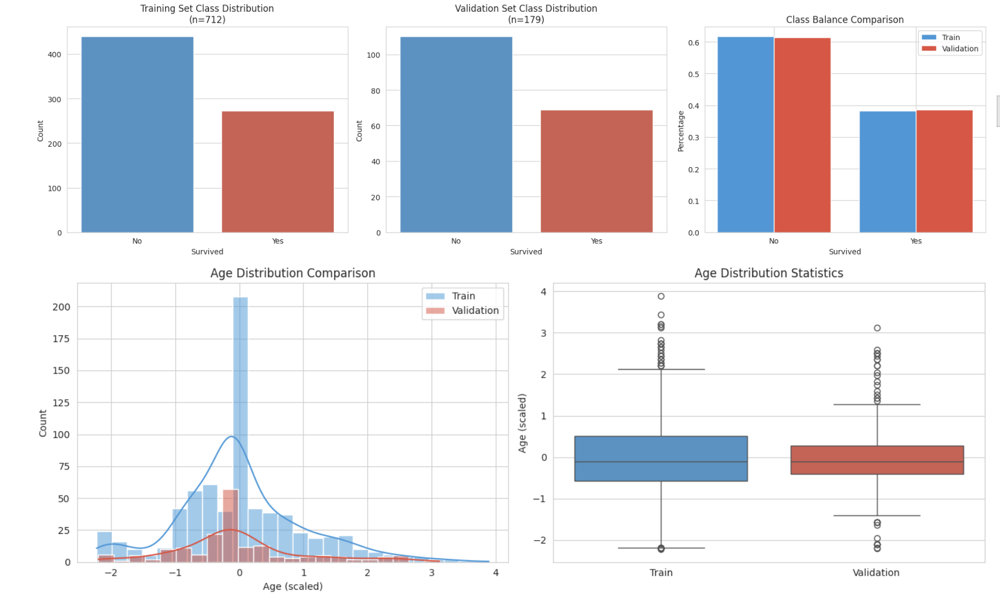 Training Set Class Distribution
(n=712)
Count
400
300
200
100
0
No
Yes
Survived
Validation Set Class Distribution
(n=179)
Count
100
80
60
40
20
0
No
Yes
Survived
Class Balance Comparison
Train
Validation
Percentage
0.6
0.5
0.4
0.3
0.2
0.1
0.0
No
Yes
Survived
Age Distribution Comparison
Train
Validation
Count
200
175
150
125
100
75
50
25
0
−2
−1
0
1
2
3
4
Age (scaled)
Age Distribution Statistics
Age (scaled)
4
3
2
1
0
−1
−2
Train
Validation